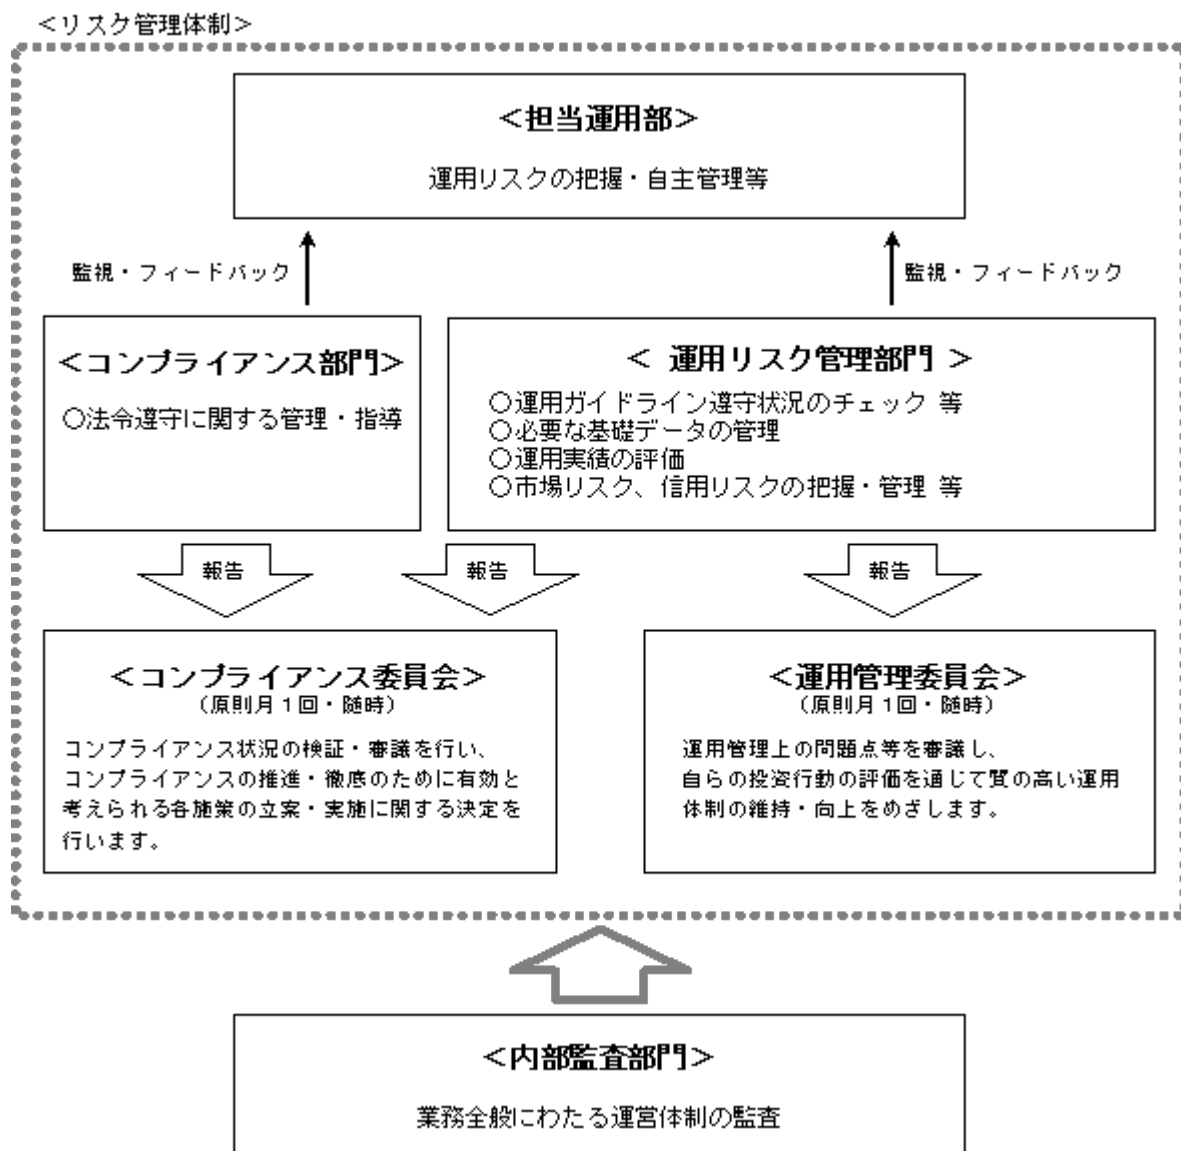 ＜リスク管理体制＞
＜担当運用部＞
運用リスクの把握・自主管理等
監視・フィードバック
監視・フィードバック
＜コンプライアンス部門＞
○法令遵守に関する管理・指導
＜ 運用リスク管理部門 ＞
○運用ガイドライン遵守状況のチェック 等
○必要な基礎データの管理
○運用実績の評価
○市場リスク、信用リスクの把握・管理 等
報告
報告
報告
＜コンプライアンス委員会＞
（原則月１回・随時）
コンプライアンス状況の検証・審議を行い、
コンプライアンスの推進・徹底のために有効と
考えられる各施策の立案・実施に関する決定を
行います。
＜運用管理委員会＞
（原則月１回・随時）
運用管理上の問題点等を審議し、
自らの投資行動の評価を通じて質の高い運用
体制の維持・向上をめざします。
＜内部監査部門＞
業務全般にわたる運営体制の監査